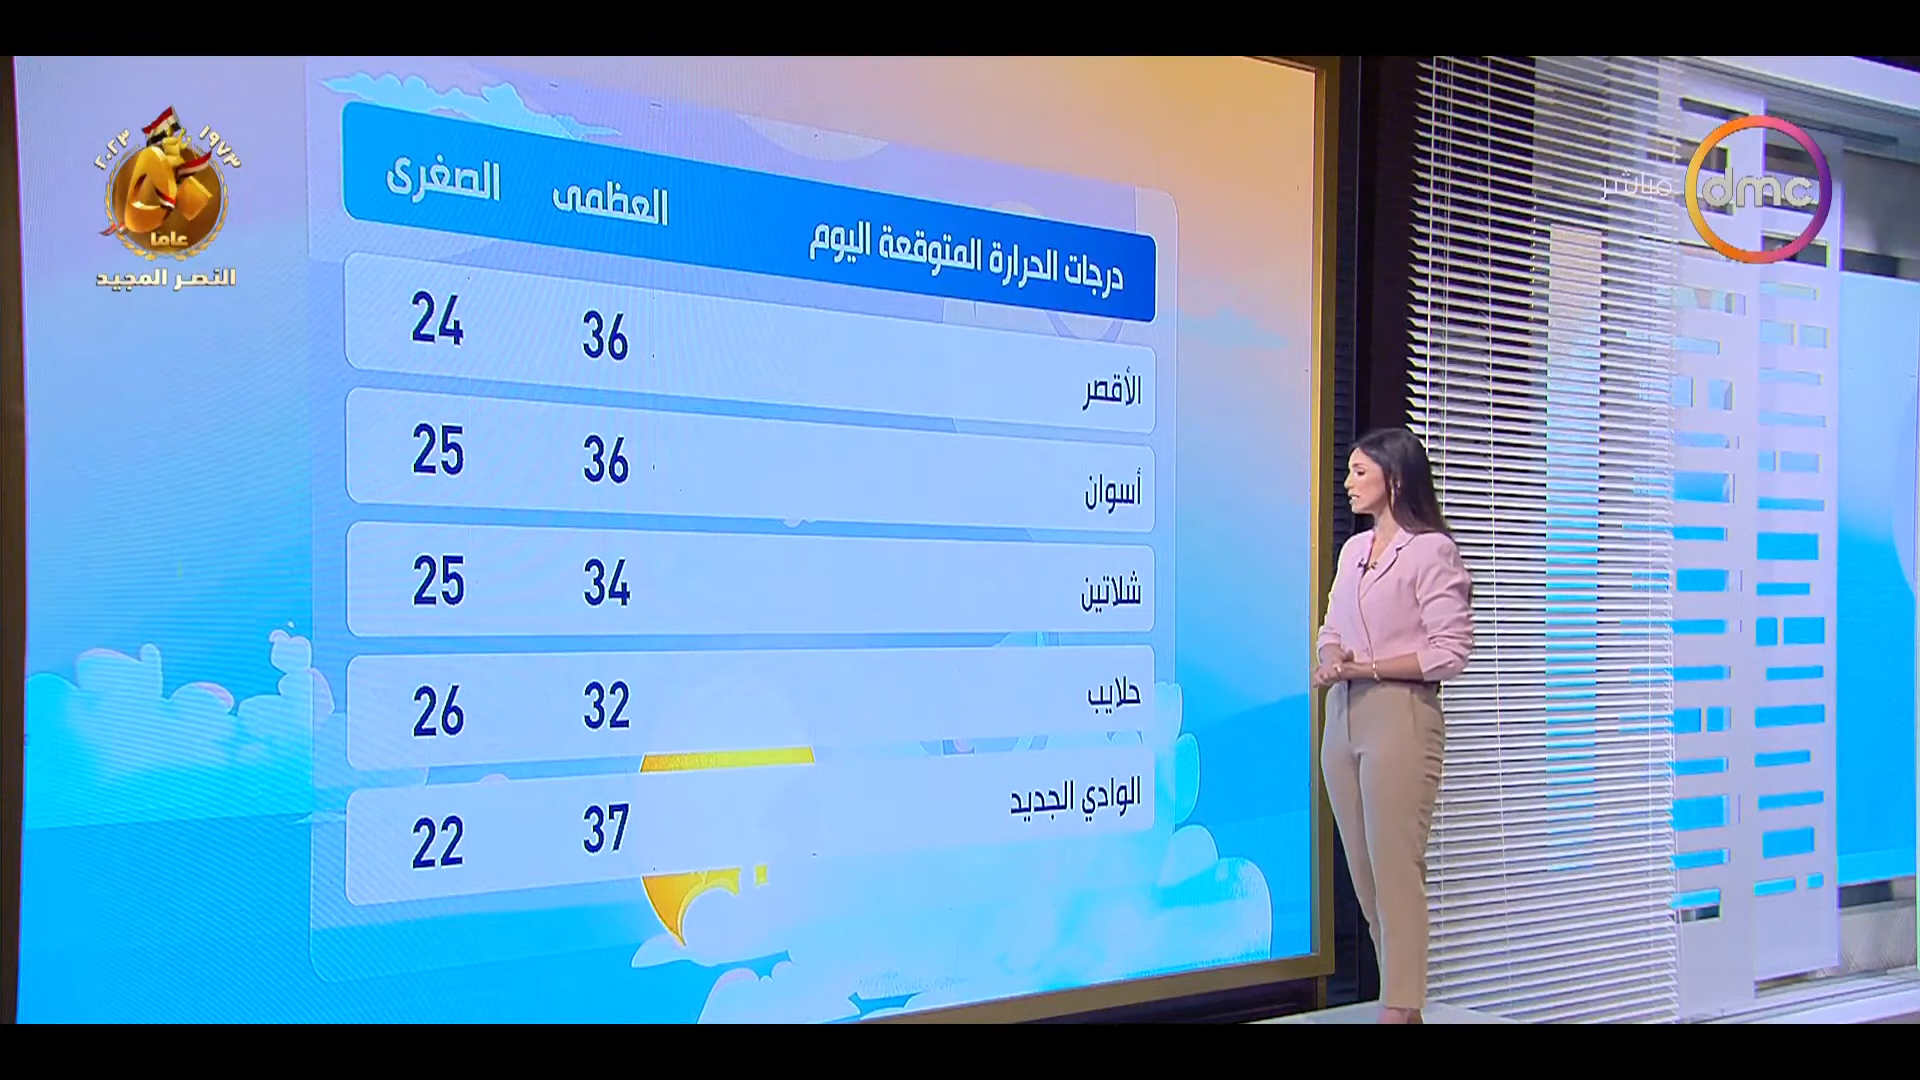 ١٩٧٣
٢٠٢٣
عاما
النصر المجيد
مباشر dmc
درجات الحرارة المتوقعة اليوم العظمى الصغرى
الأقصر 36 24
أسوان 36 25
شلاتين 34 25
حلايب 32 26
الوادي الجديد 37 22